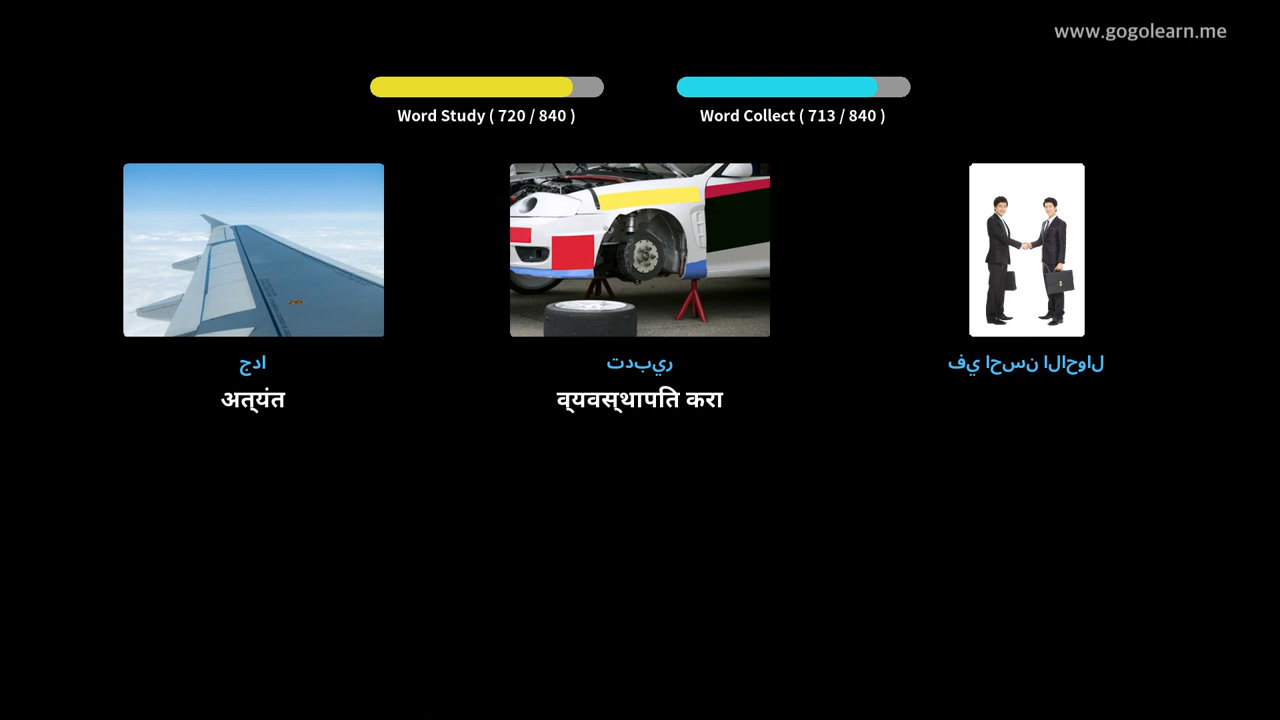 www.gogolearn.me
Word Study ( 720 / 840 )
Word Collect ( 713 / 840 )
جدا
تدبير
في احسن الاحوال
अत्यंत
व्यवस्थापति करा